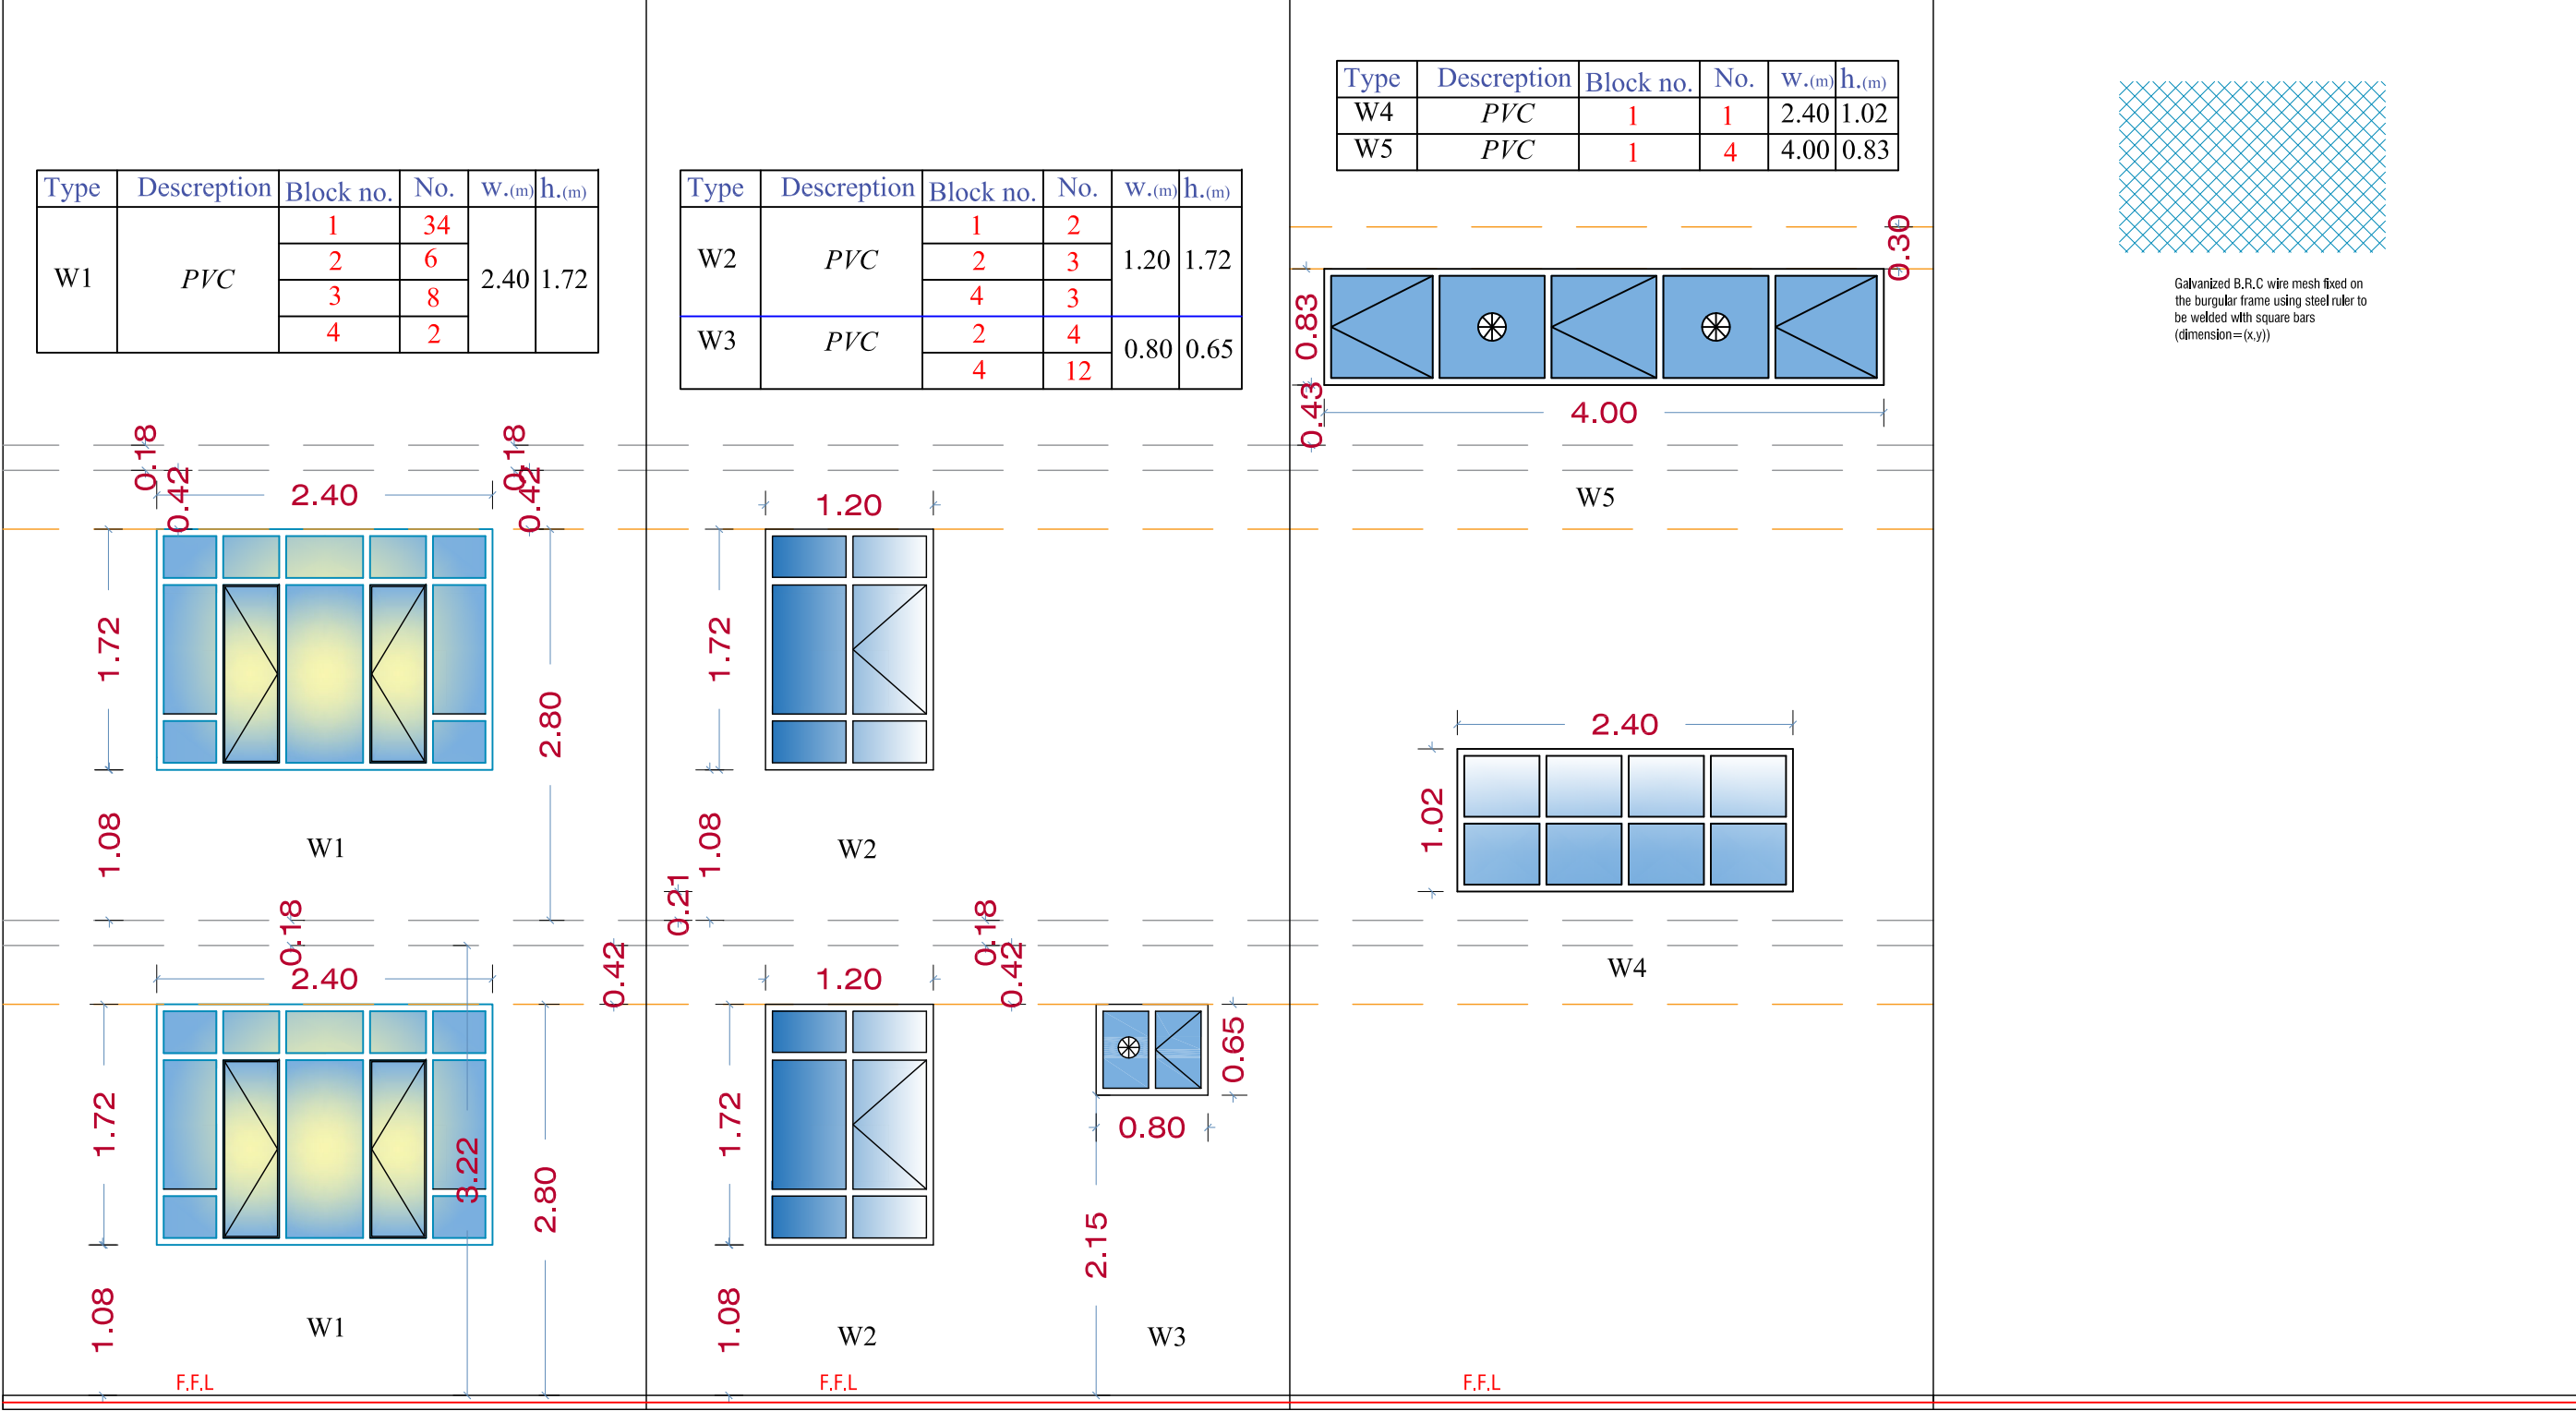 Type Descreption Block no. No. w.(m) h.(m)
W1 PVC 2.40 1.72
1 34
2 6
3 8
4 2
Type Descreption Block no. No. w.(m) h.(m)
W2 PVC 1.20 1.72
1 2
2 3
4 3
W3 PVC 0.80 0.65
2 4
4 12
Type Descreption Block no. No. w.(m) h.(m)
W4 PVC 1 1 2.40 1.02
W5 PVC 1 4 4.00 0.83
Galvanized B.R.C wire mesh fixed on
the burgular frame using steel ruler to
be welded with square bars
(dimension=(x,y))
0.18
0.42
2.40
0.18
0.42
1.72
2.80
1.08
W1
0.18
2.40
0.42
1.72
3.22
2.80
1.08
W1
F.F.L
1.20
1.72
1.08
W2
0.21
0.18
0.42
1.20
1.72
1.08
W2
0.65
0.80
2.15
W3
F.F.L
0.30
0.83
0.43
4.00
W5
2.40
1.02
W4
F.F.L